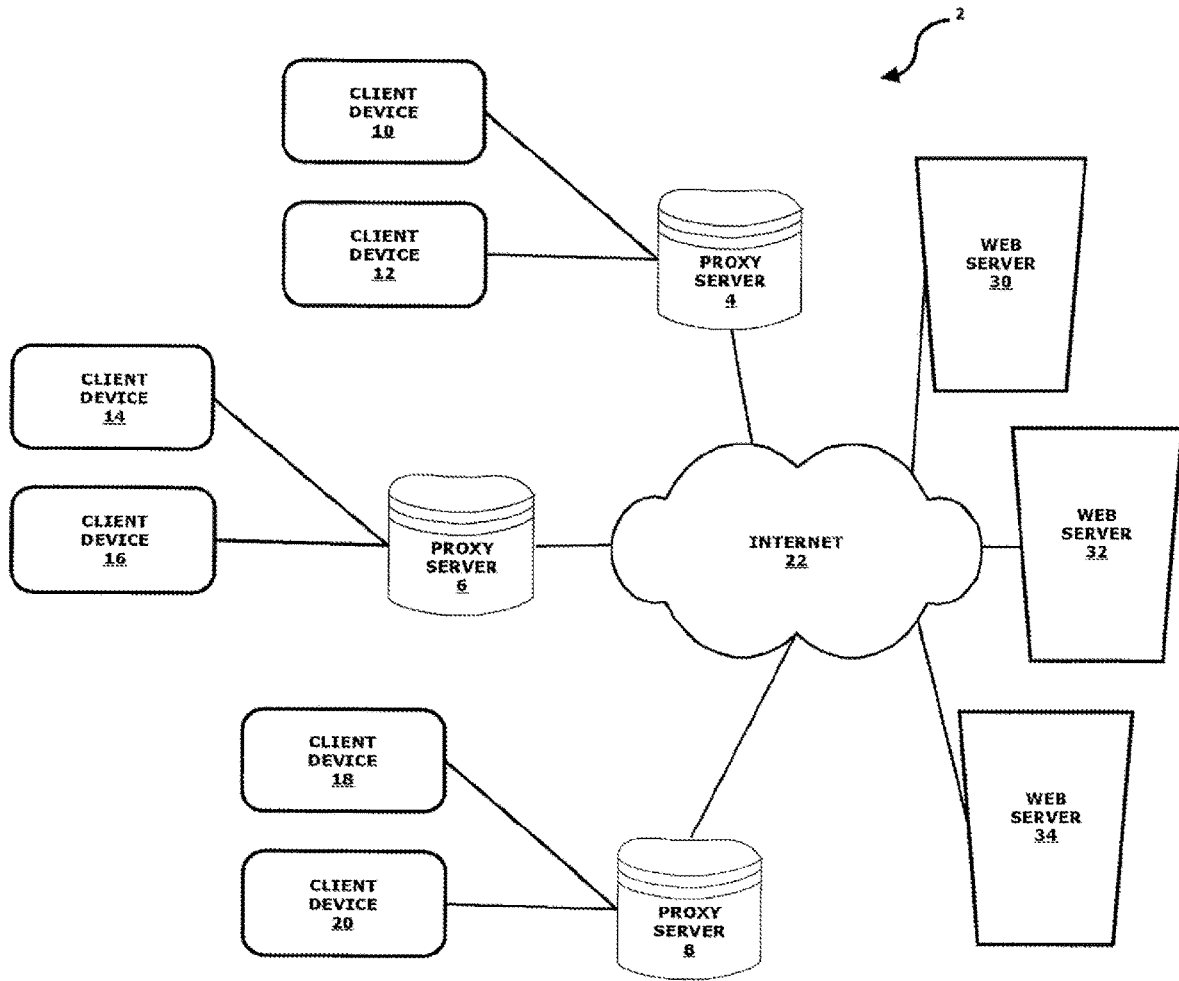 2
CLIENT
DEVICE
10
CLIENT
DEVICE
12
PROXY
SERVER
4
WEB
SERVER
30
CLIENT
DEVICE
14
CLIENT
DEVICE
16
PROXY
SERVER
6
INTERNET
22
WEB
SERVER
32
CLIENT
DEVICE
18
CLIENT
DEVICE
20
PROXY
SERVER
8
WEB
SERVER
34